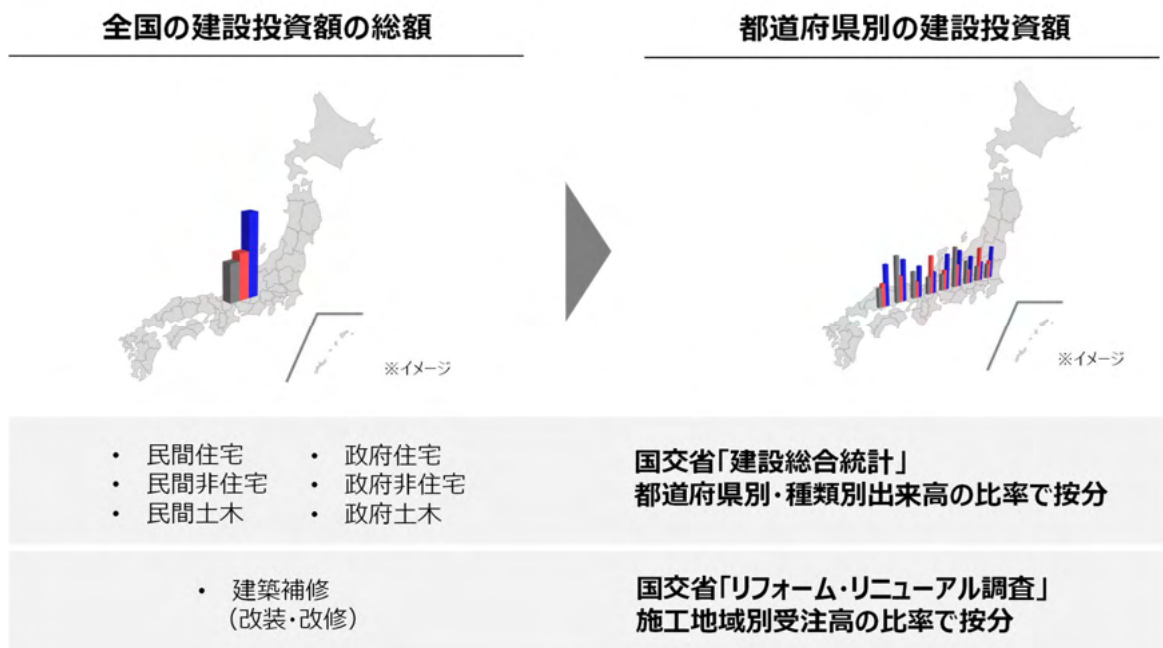 全国の建設投資額の総額
都道府県別の建設投資額
※イメージ
※イメージ
• 民間住宅
• 民間非住宅
• 民間土木
• 政府住宅
• 政府非住宅
• 政府土木
国交省「建設総合統計」
都道府県別・種類別出来高の比率で按分
• 建築補修
（改装・改修）
国交省「リフォーム・リニューアル調査」
施工地域別受注高の比率で按分